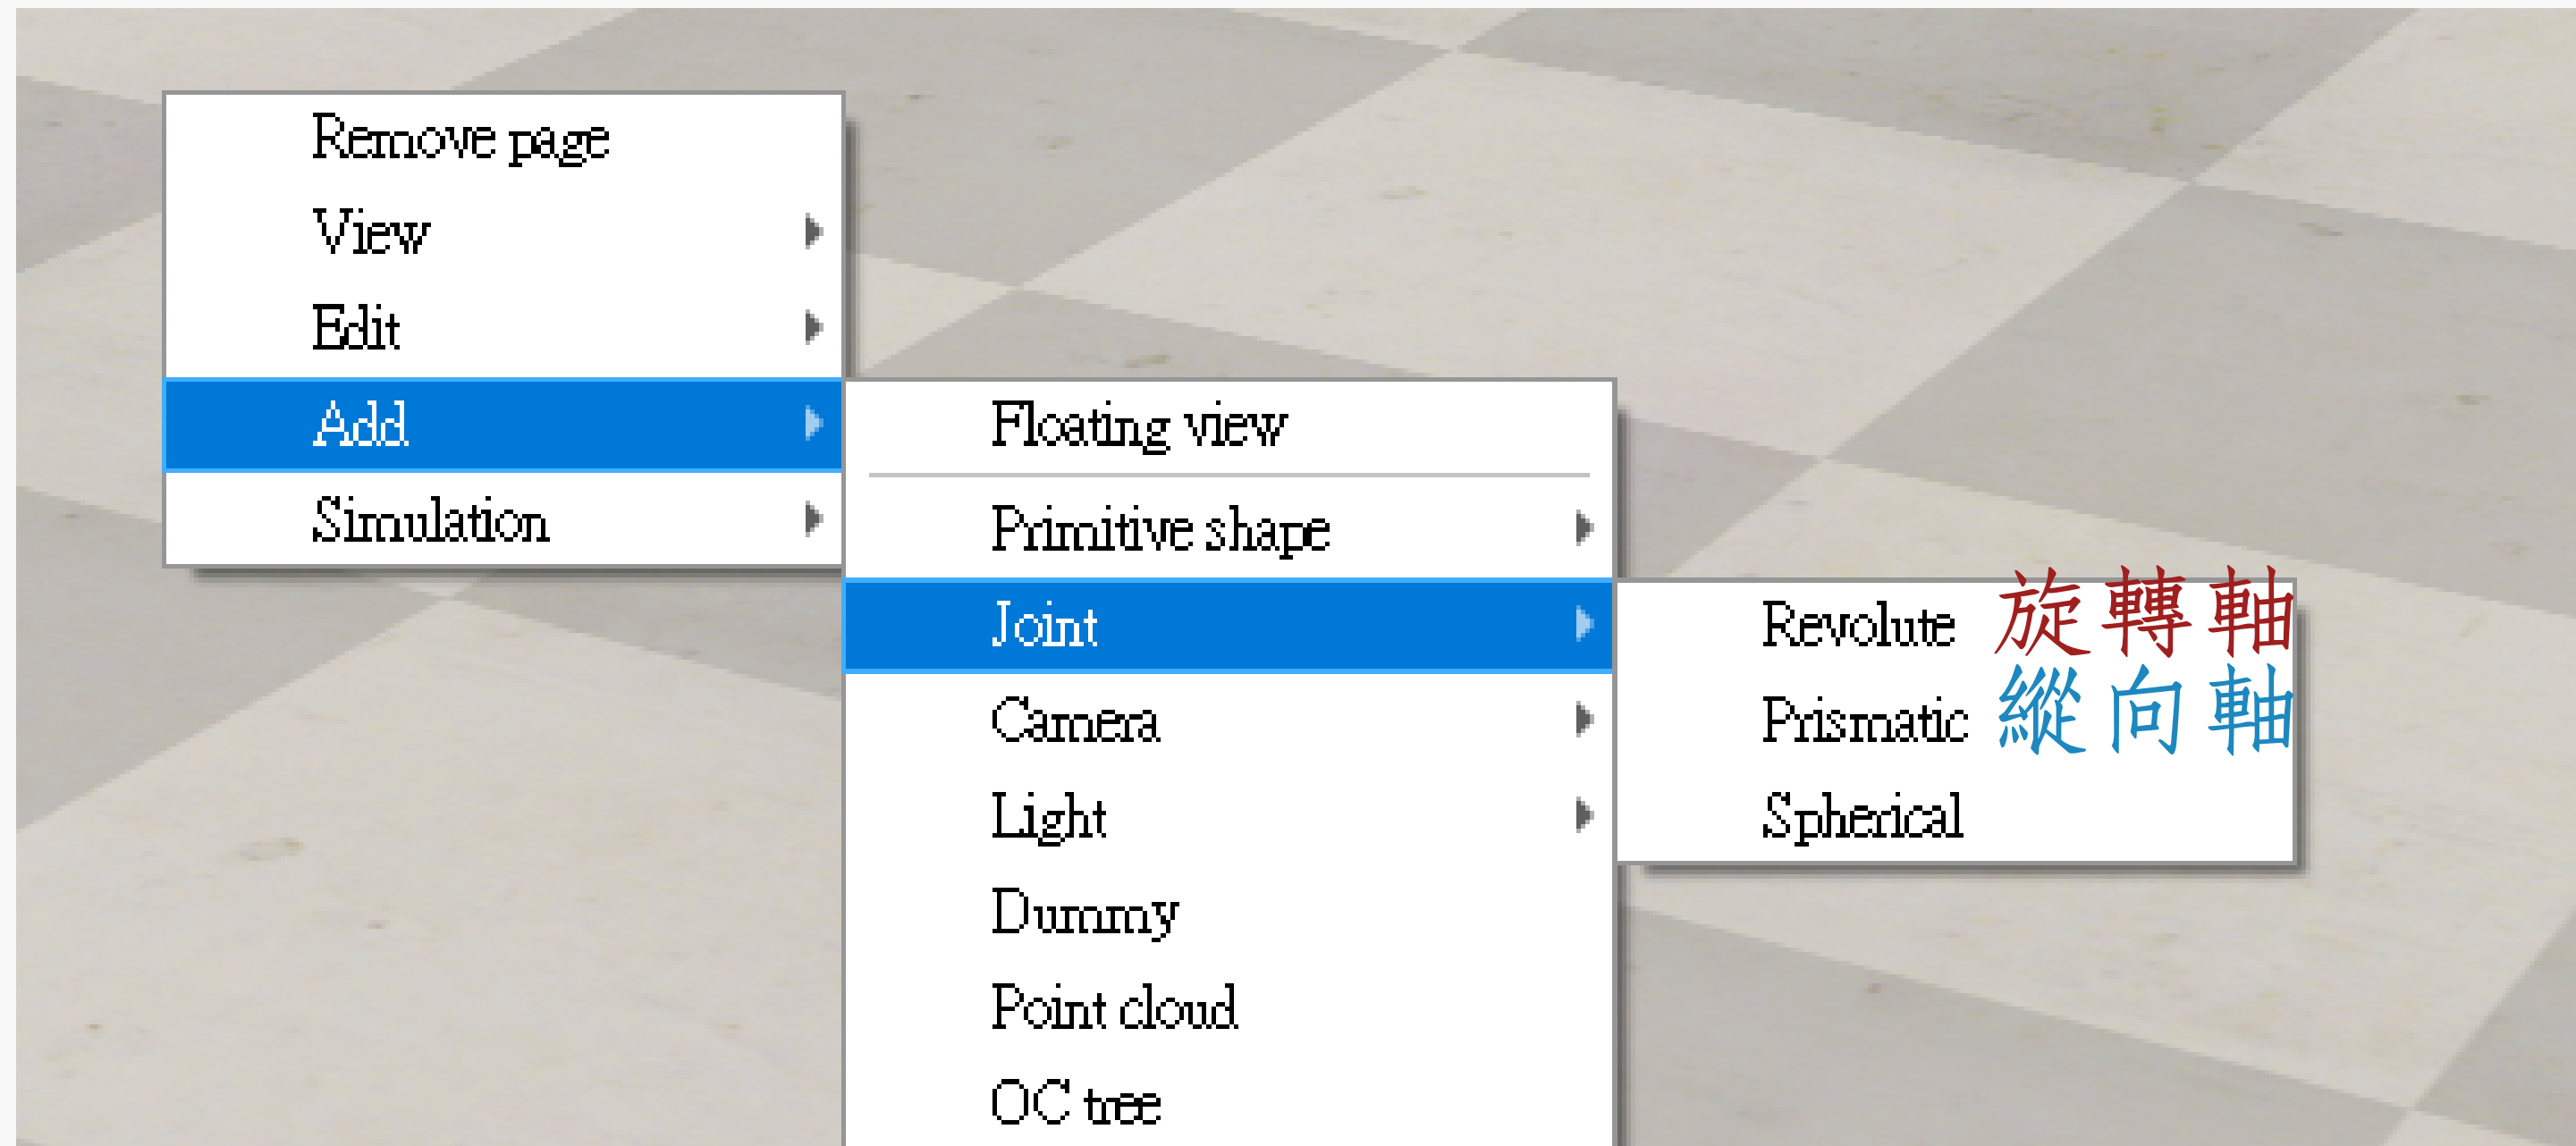 Remove page
View
Edit
Add
Simulation
Floating view
Primitive shape
Joint
Camera
Light
Dummy
Point cloud
OC tree
Revolute 旋轉軸
Prismatic 縱向軸
Spherical